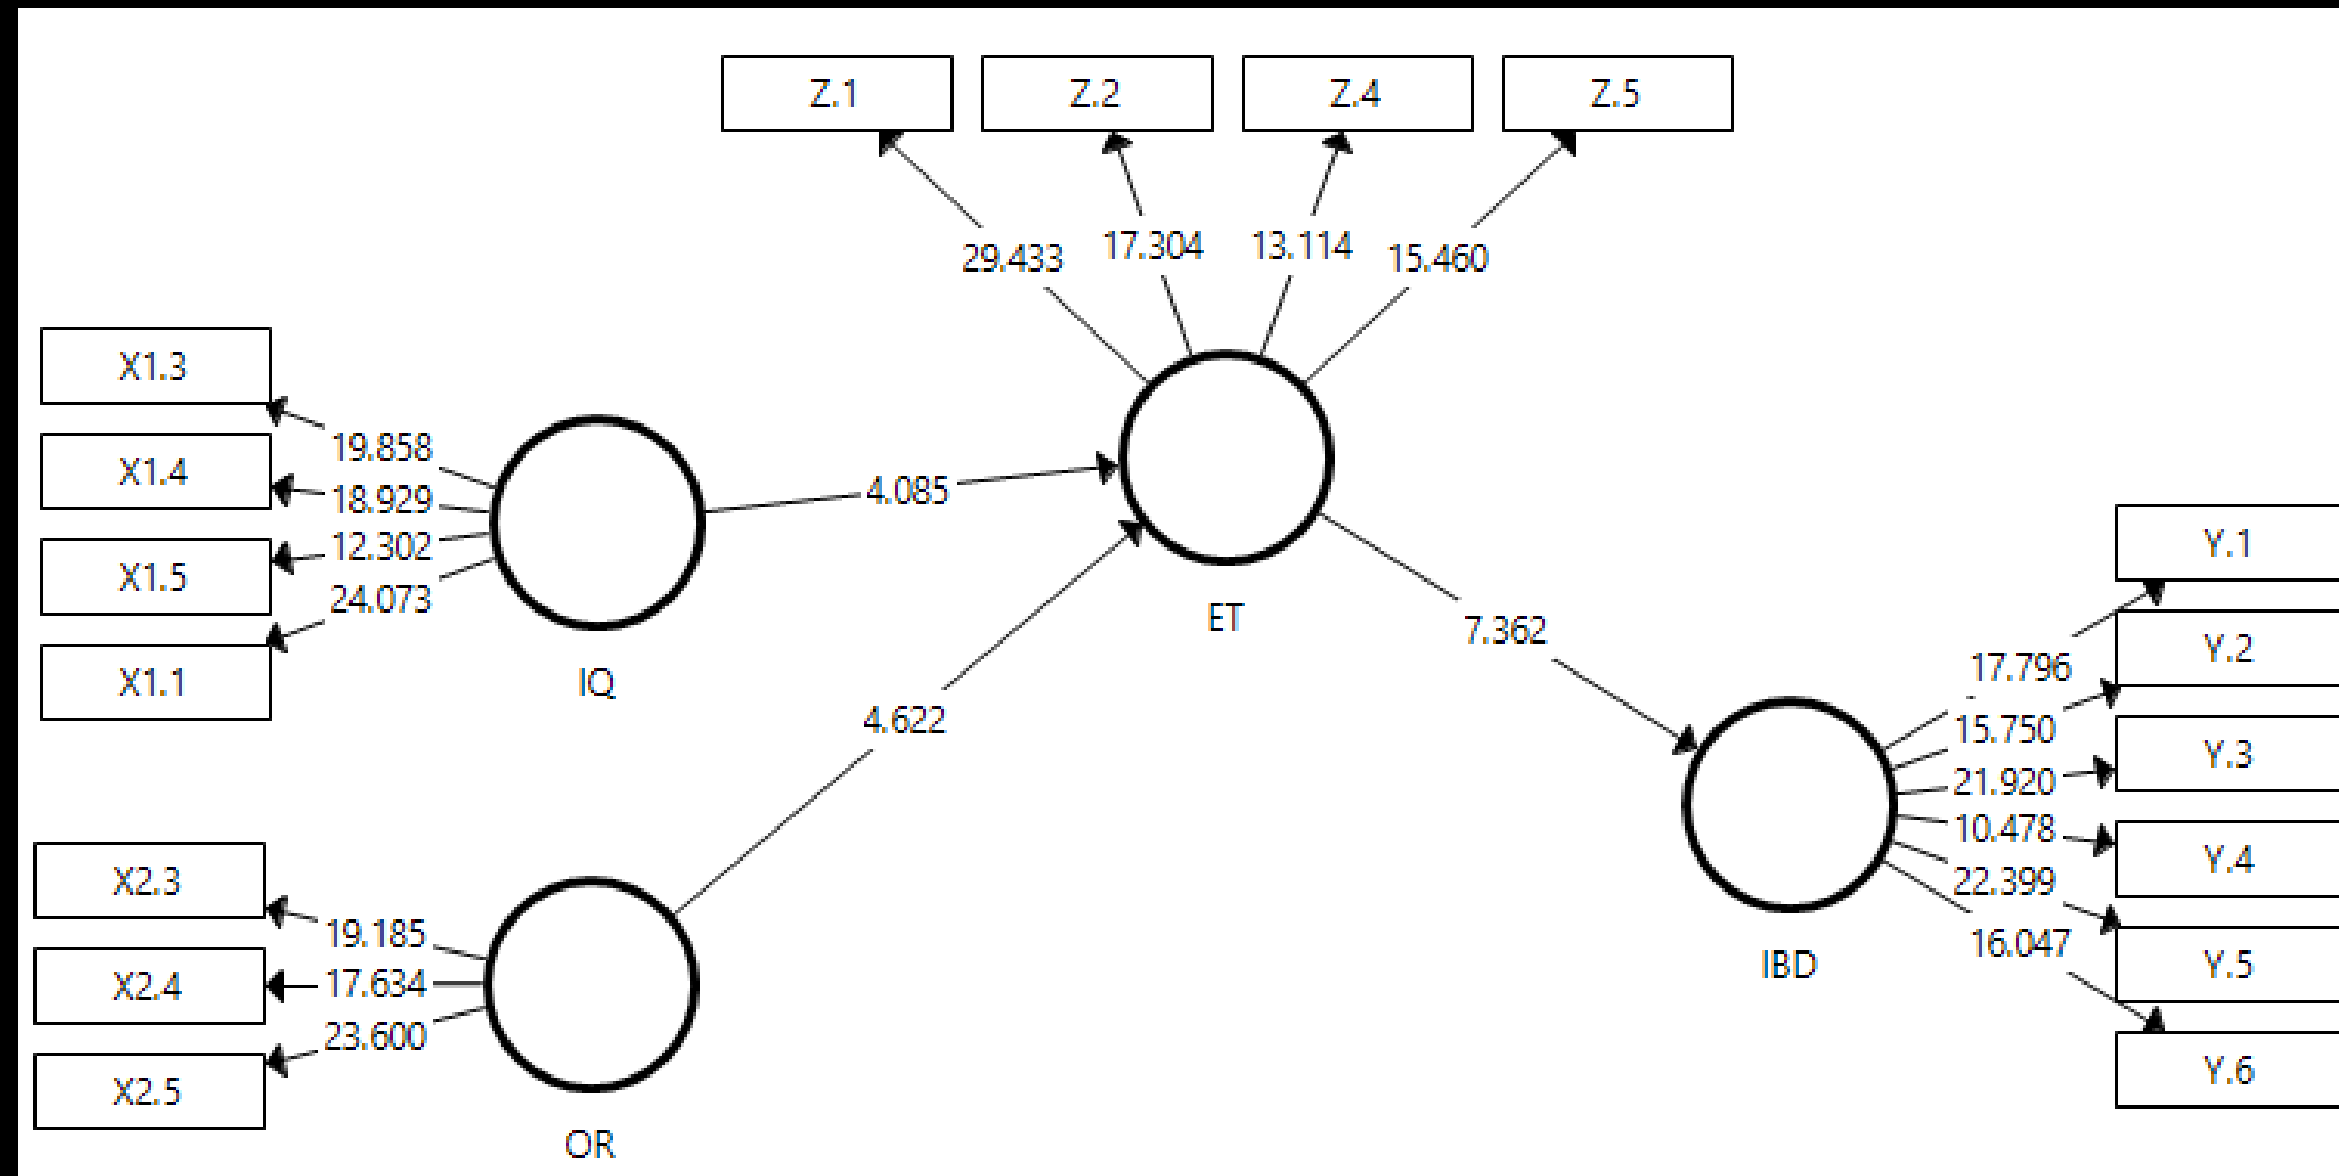 Z.1
Z.2
Z.4
Z.5
29.433
17.304
13.114
15.460
X1.3
X1.4
X1.5
X1.1
19.858
18.929
12.302
24.073
IQ
4.085
ET
4.622
7.362
X2.3
X2.4
X2.5
19.185
17.634
23.600
OR
IBD
17.796
15.750
21.920
10.478
22.399
16.047
Y.1
Y.2
Y.3
Y.4
Y.5
Y.6